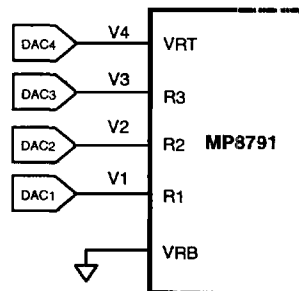 DAC4 V4 VRT
DAC3 V3 R3
DAC2 V2 R2 MP8791
DAC1 V1 R1
VRB